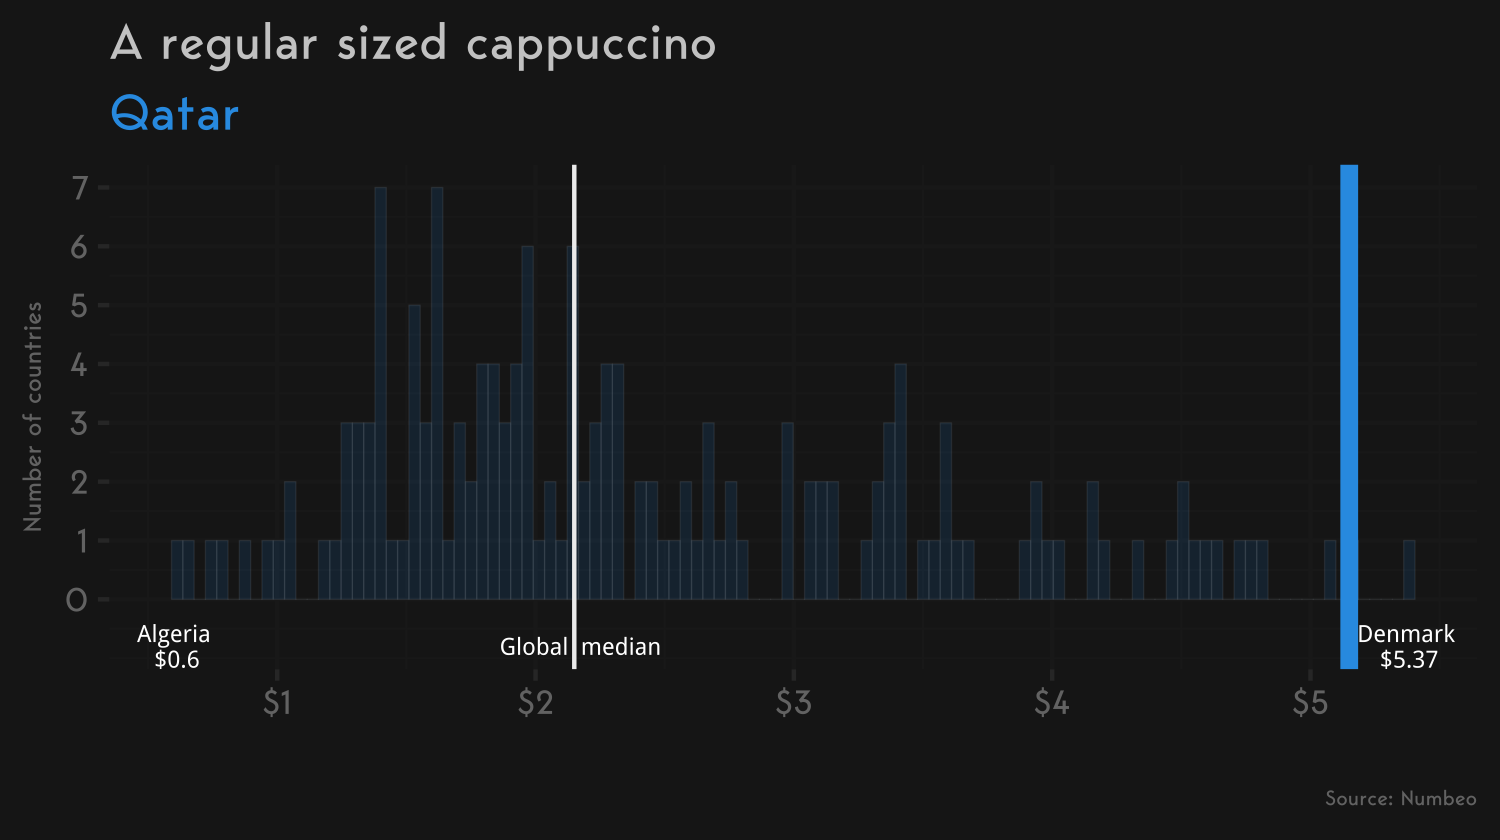 A regular sized cappuccino
Qatar
Number of countries
7
6
5
4
3
2
1
0
Algeria
$0.6
Global median
Denmark
$5.37
$1 $2 $3 $4 $5
Source: Numbeo